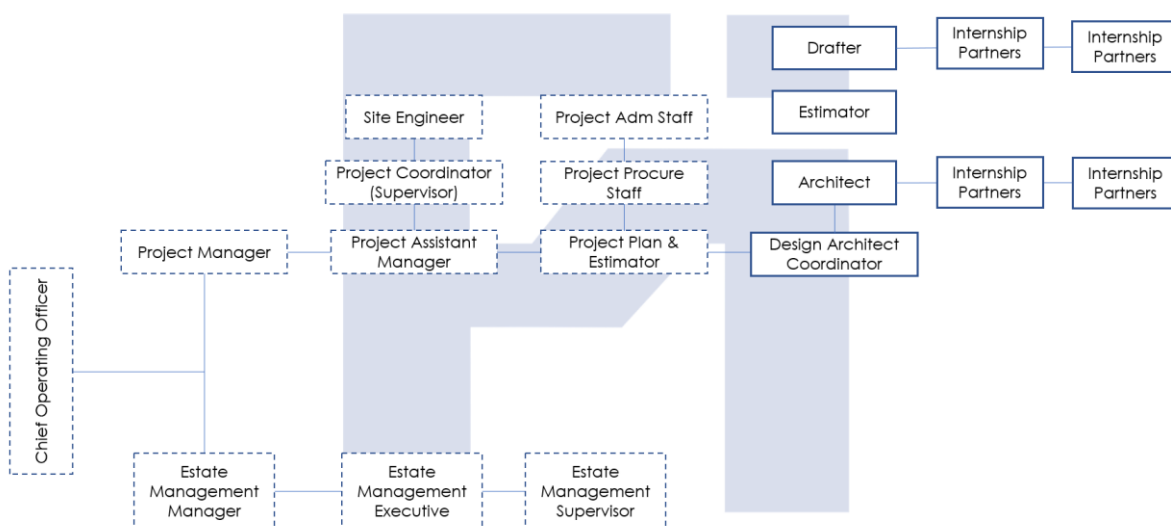 Drafter
Internship
Partners
Internship
Partners
Site Engineer
Project Adm Staff
Estimator
Project Coordinator
(Supervisor)
Project Procure
Staff
Architect
Internship
Partners
Internship
Partners
Project Manager
Project Assistant
Manager
Project Plan &
Estimator
Design Architect
Coordinator
Chief Operating Officer
Estate
Management
Manager
Estate
Management
Executive
Estate
Management
Supervisor